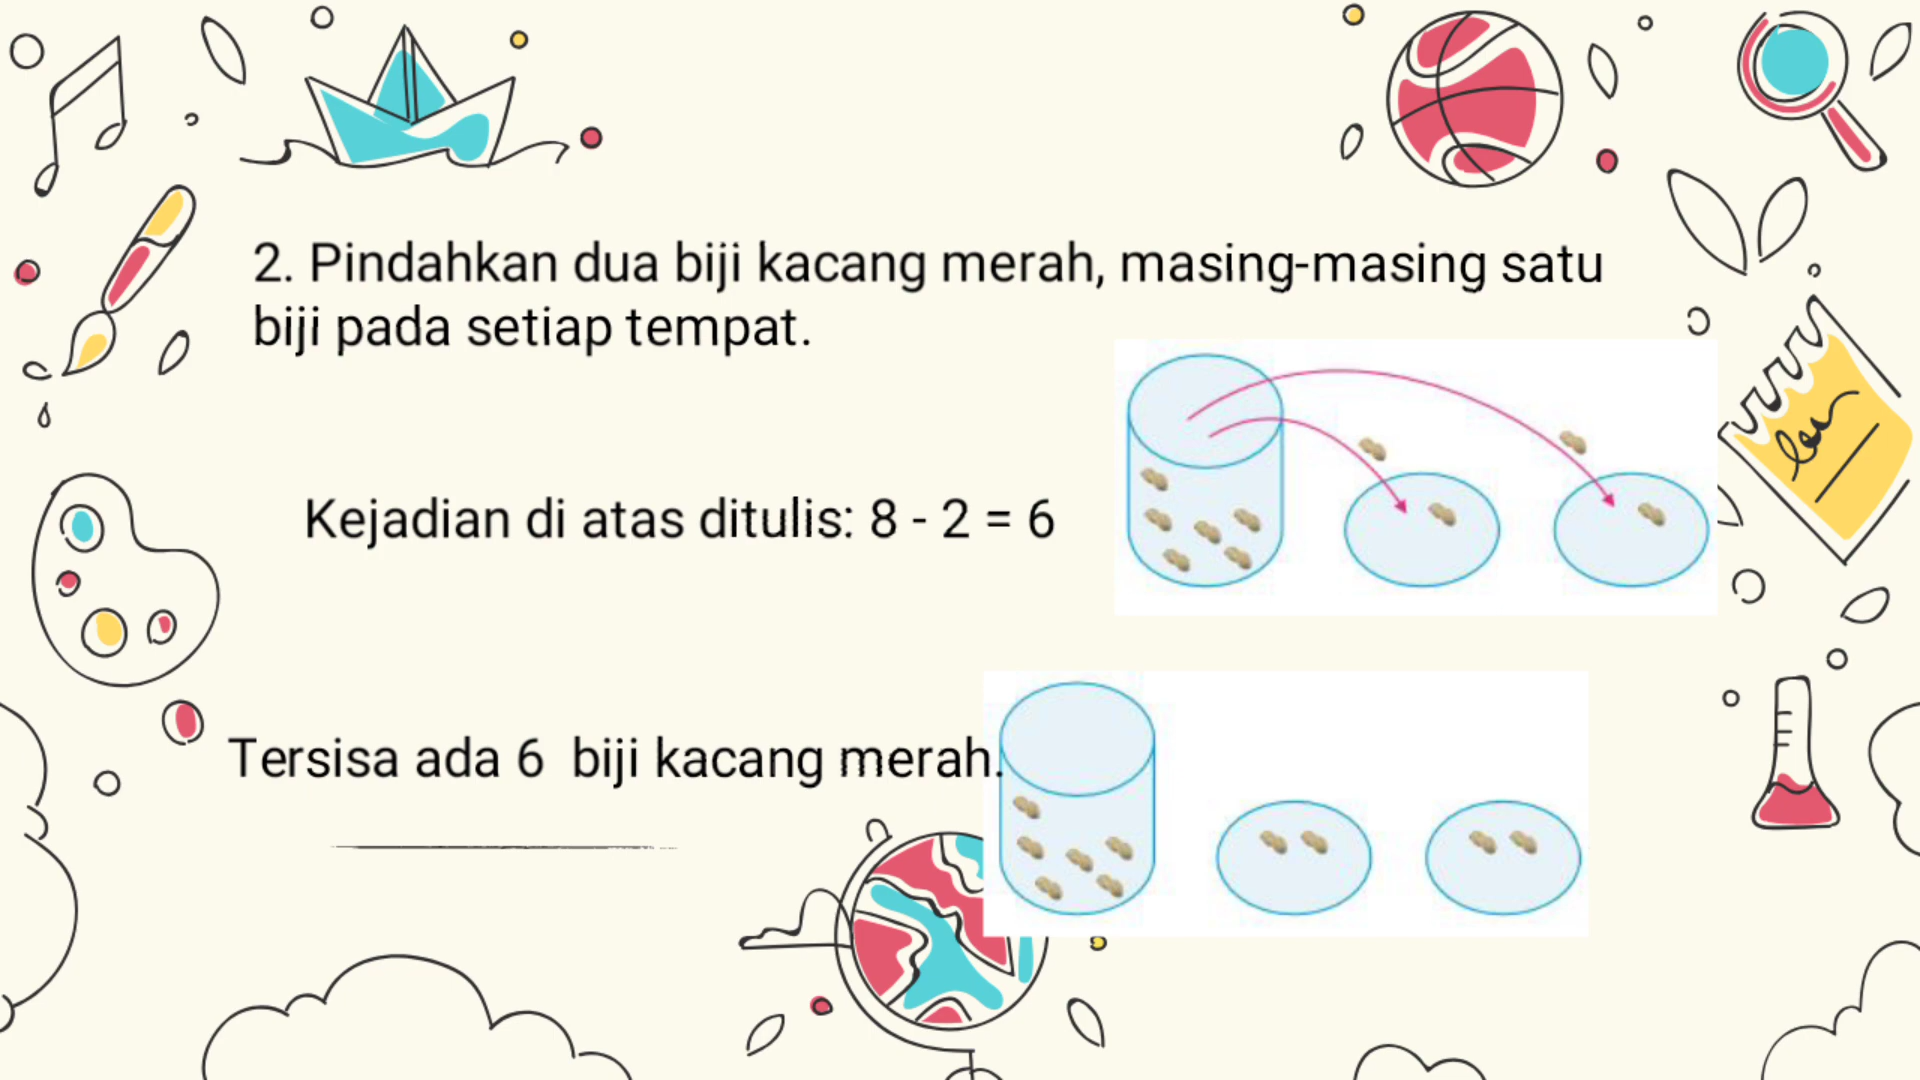 2. Pindahkan dua biji kacang merah, masing-masing satu
biji pada setiap tempat.
Kejadian di atas ditulis: 8 - 2 = 6
Tersisa ada 6 biji kacang merah.